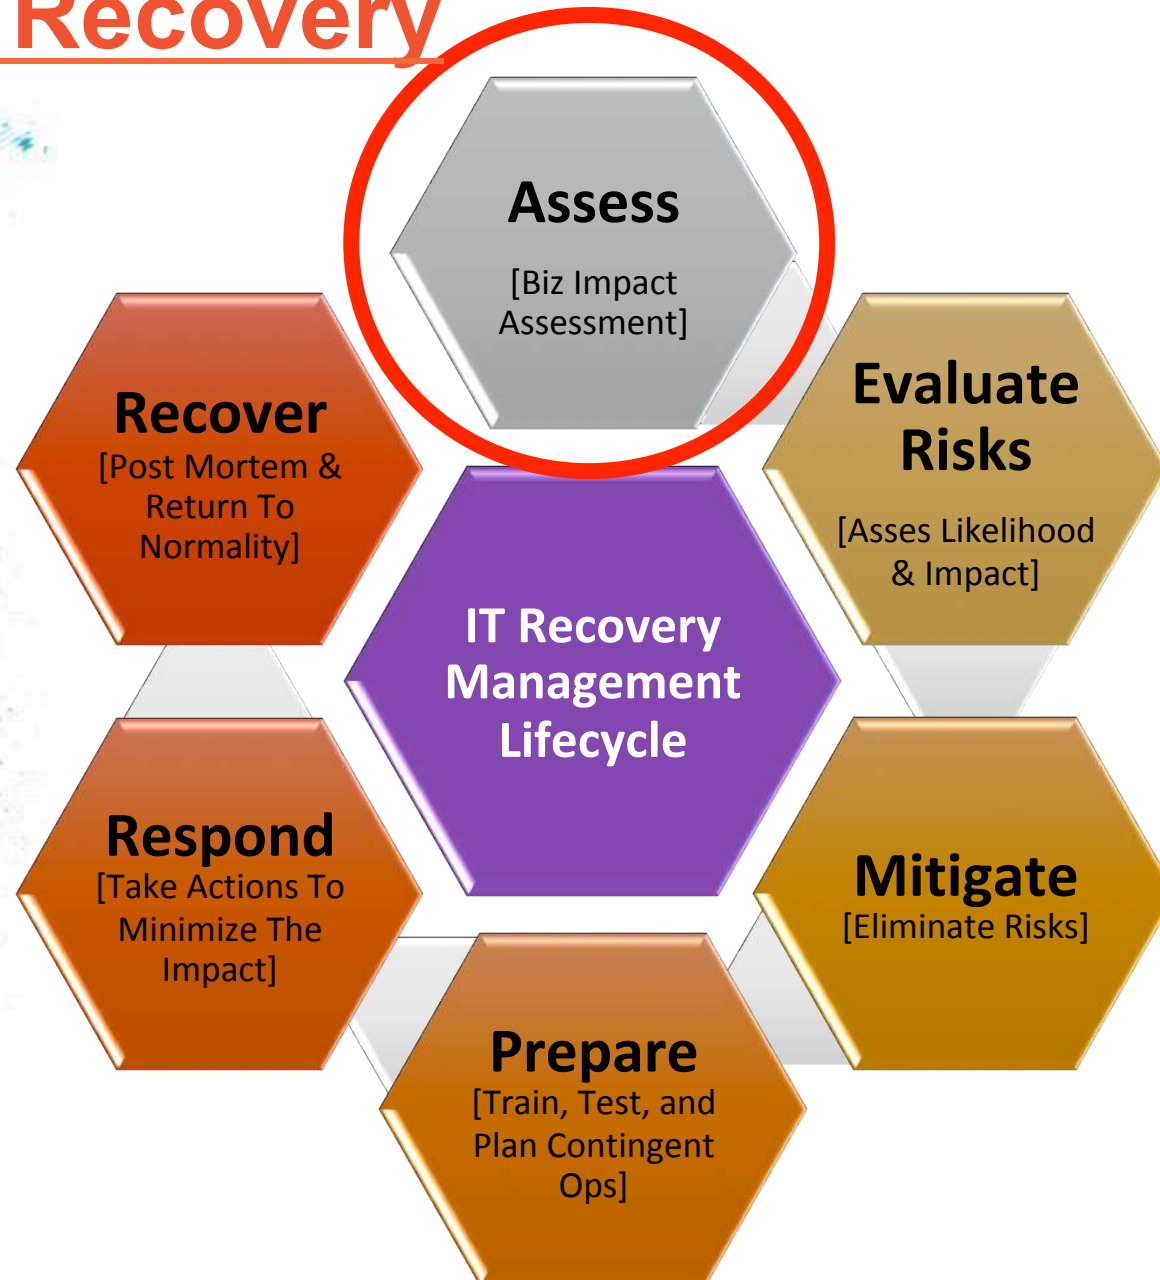 Recovery
Assess
[Biz Impact
Assessment]
Evaluate
Risks
[Asses Likelihood
& Impact]
Mitigate
[Eliminate Risks]
Prepare
[Train, Test, and
Plan Contingent
Ops]
Respond
[Take Actions To
Minimize The
Impact]
Recover
[Post Mortem &
Return To
Normality]
IT Recovery
Management
Lifecycle